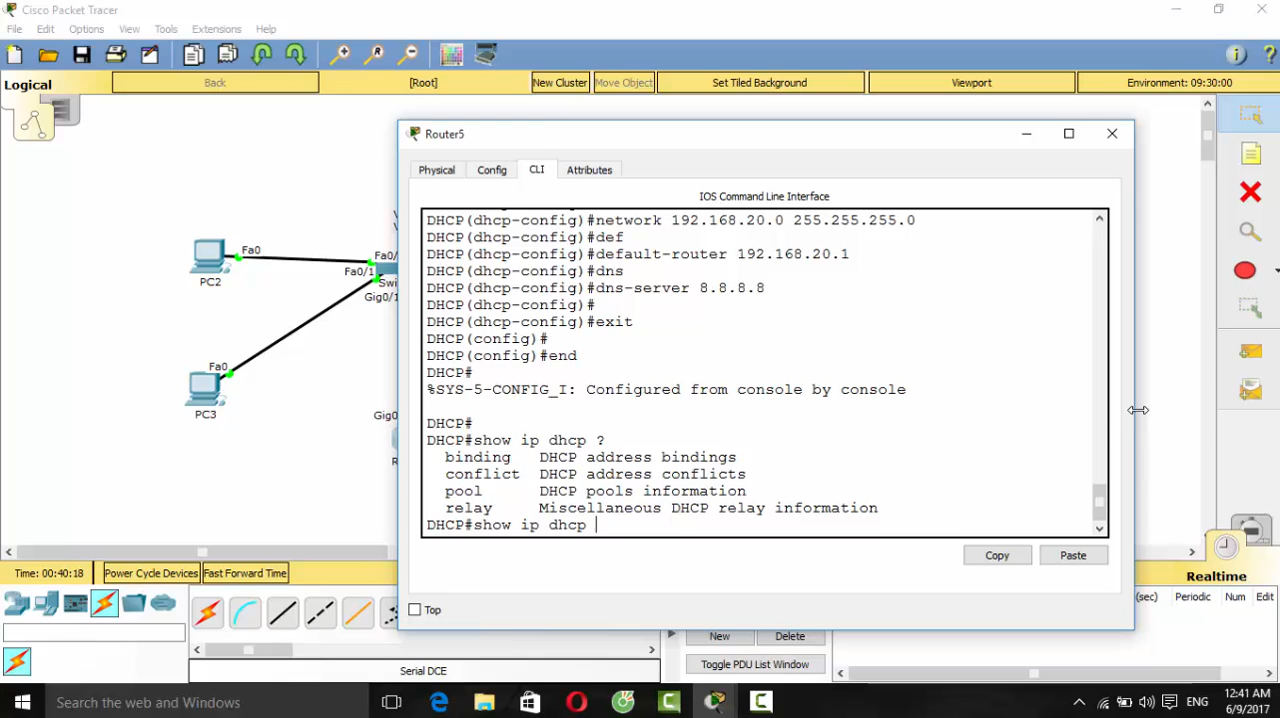 Cisco Packet Tracer
File Edit Options View Tools Extensions Help
Logical Back [Root] New Cluster Move Object Set Tiled Background Viewport Environment: 09:30:00
Router5
Physical Config CLI Attributes
IOS Command Line Interface
DHCP(dhcp-config)#network 192.168.20.0 255.255.255.0
DHCP(dhcp-config)#def
DHCP(dhcp-config)#default-router 192.168.20.1
DHCP(dhcp-config)#dns
DHCP(dhcp-config)#dns-server 8.8.8.8
DHCP(dhcp-config)#
DHCP(dhcp-config)#exit
DHCP(config)#
DHCP(config)#end
DHCP#
%SYS-5-CONFIG_I: Configured from console by console
DHCP#
DHCP#show ip dhcp ?
binding DHCP address bindings
conflict DHCP address conflicts
pool DHCP pools information
relay Miscellaneous DHCP relay information
DHCP#show ip dhcp
Copy Paste
Top
Fa0
PC2
Fa0/
Fa0/1
Swi
Gig0/1
Fa0
PC3
Gig0
Time: 00:40:18 Power Cycle Devices Fast Forward Time
Realtime
(sec) Periodic Num Edit
New Delete
Toggle PDU List Window
Serial DCE
Search the web and Windows
ENG
12:41 AM
6/9/2017